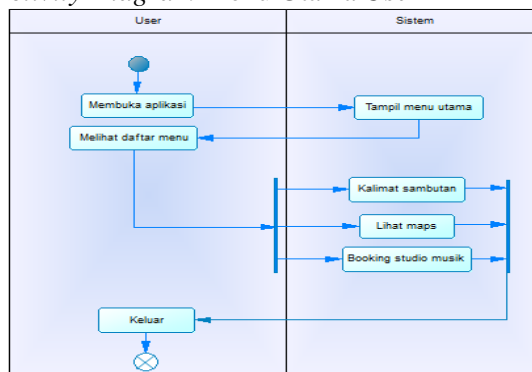 User
Sistem
Membuka aplikasi
Tampil menu utama
Melihat daftar menu
Kalimat sambutan
Lihat maps
Booking studio musik
Keluar